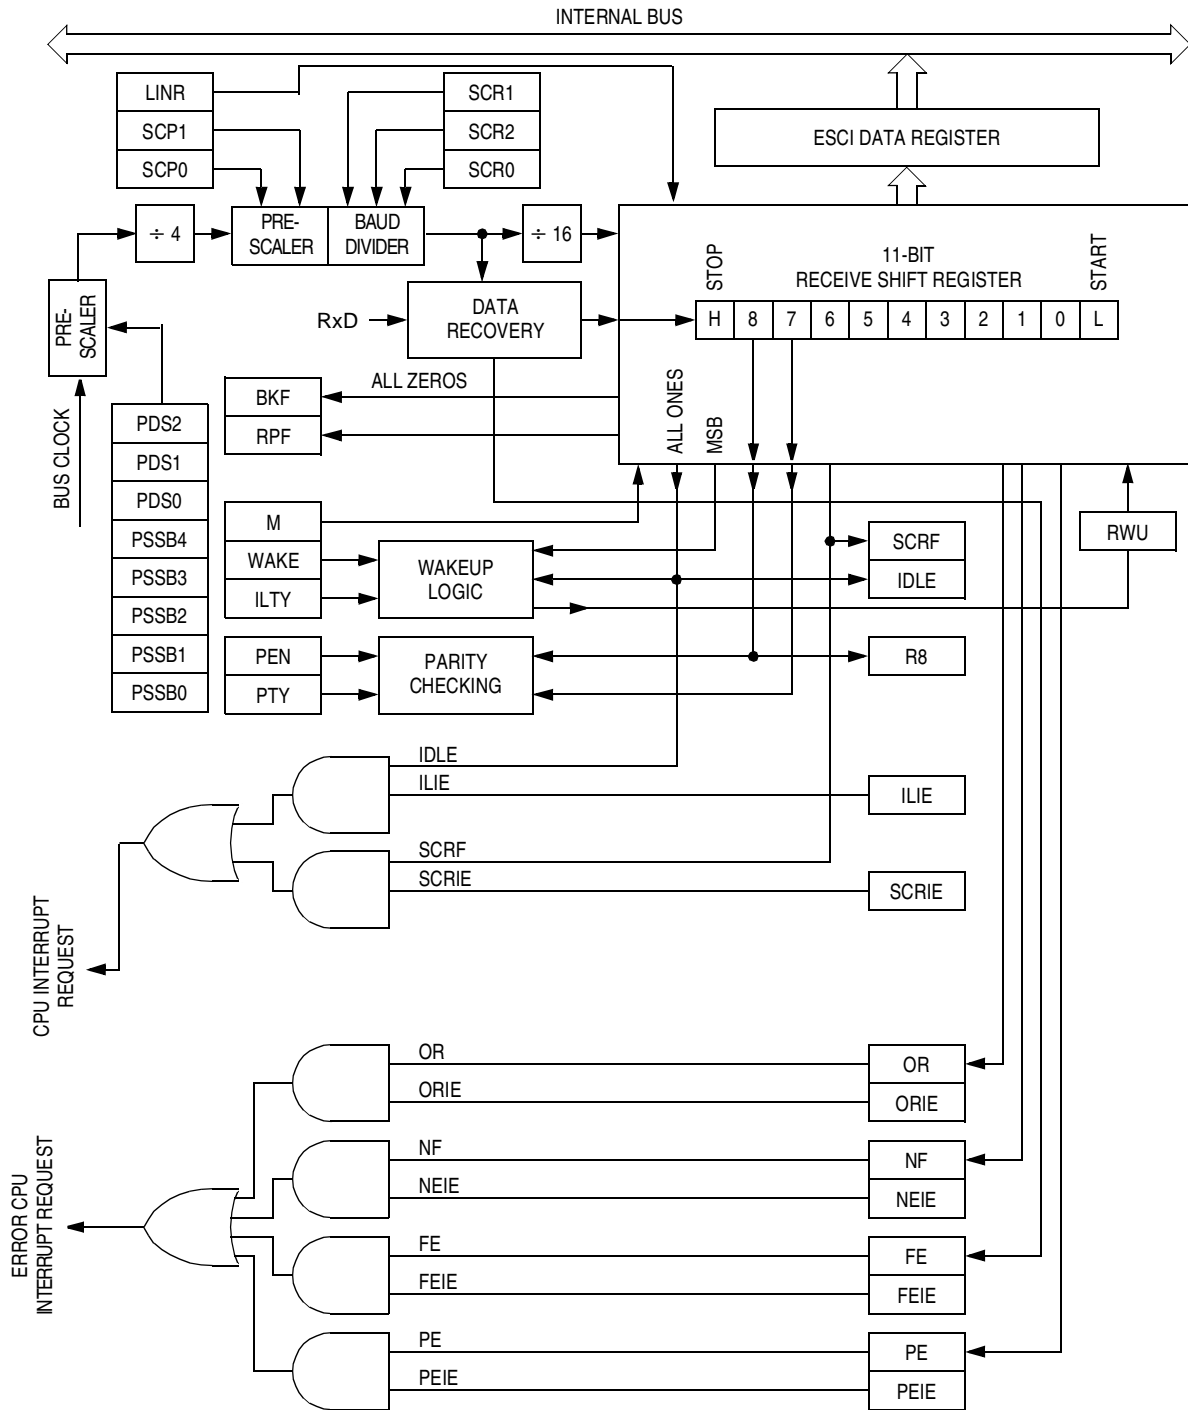 INTERNAL BUS
LINR
SCP1
SCP0
SCR1
SCR2
SCR0
ESCI DATA REGISTER
÷ 4
PRE-
SCALER
BAUD
DIVIDER
÷ 16
PRE-
SCALER
BUS CLOCK
RxD
DATA
RECOVERY
STOP
11-BIT
RECEIVE SHIFT REGISTER
START
H 8 7 6 5 4 3 2 1 0 L
ALL ZEROS
BKF
RPF
ALL ONES
MSB
PDS2
PDS1
PDS0
PSSB4
PSSB3
PSSB2
PSSB1
PSSB0
M
WAKE
ILTY
WAKEUP
LOGIC
PEN
PTY
PARITY
CHECKING
SCRF
IDLE
RWU
R8
IDLE
ILIE
ILIE
SCRF
SCRIE
SCRIE
CPU INTERRUPT
REQUEST
OR
ORIE
OR
ORIE
NF
NEIE
NF
NEIE
FE
FEIE
FE
FEIE
PE
PEIE
PE
PEIE
ERROR CPU
INTERRUPT REQUEST